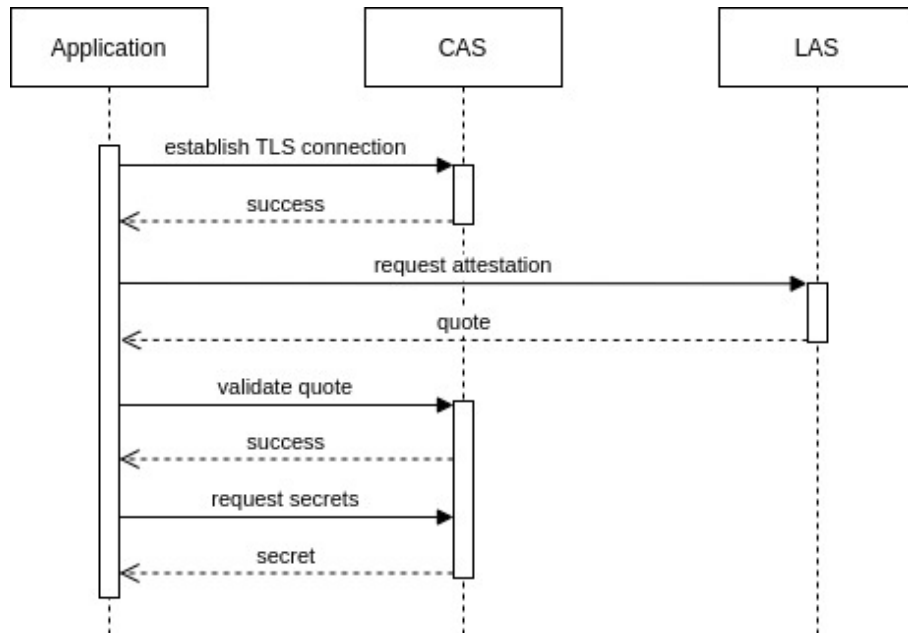 Application
CAS
LAS
establish TLS connection
success
request attestation
quote
validate quote
success
request secrets
secret